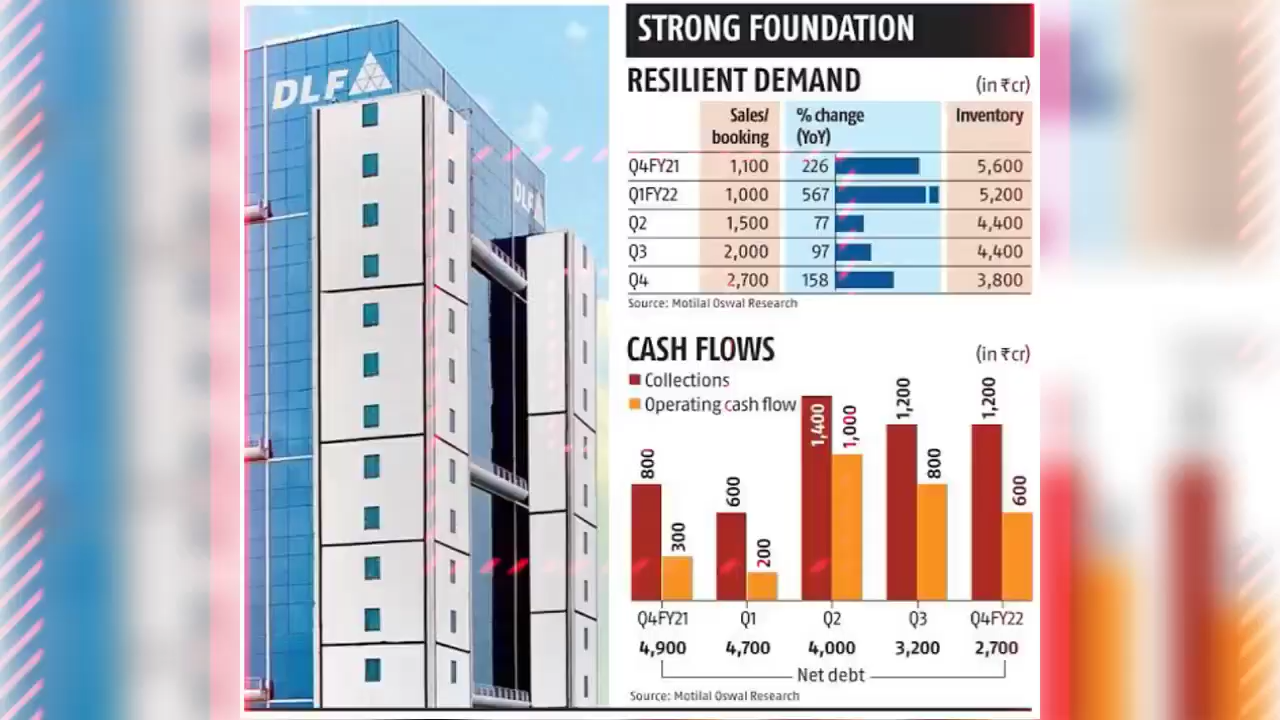 DLF
DLF
STRONG FOUNDATION
RESILIENT DEMAND (in ₹cr)
Sales/ booking % change (YoY) Inventory
Q4FY21 1,100 226 5,600
Q1FY22 1,000 567 5,200
Q2 1,500 77 4,400
Q3 2,000 97 4,400
Q4 2,700 158 3,800
Source: Motilal Oswal Research
CASH FLOWS (in ₹cr)
Collections
Operating cash flow
800 300 600 200 1,400 1,000 1,200 800 1,200 600
Q4FY21 Q1 Q2 Q3 Q4FY22
4,900 4,700 4,000 3,200 2,700
Net debt
Source: Motilal Oswal Research